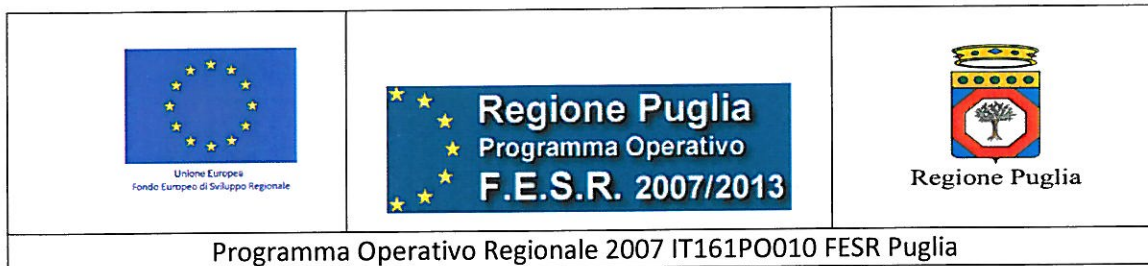 Unione Europea
Fondo Europeo di Sviluppo Regionale
Regione Puglia
Programma Operativo
F.E.S.R. 2007/2013
Regione Puglia
Programma Operativo Regionale 2007 IT161PO010 FESR Puglia